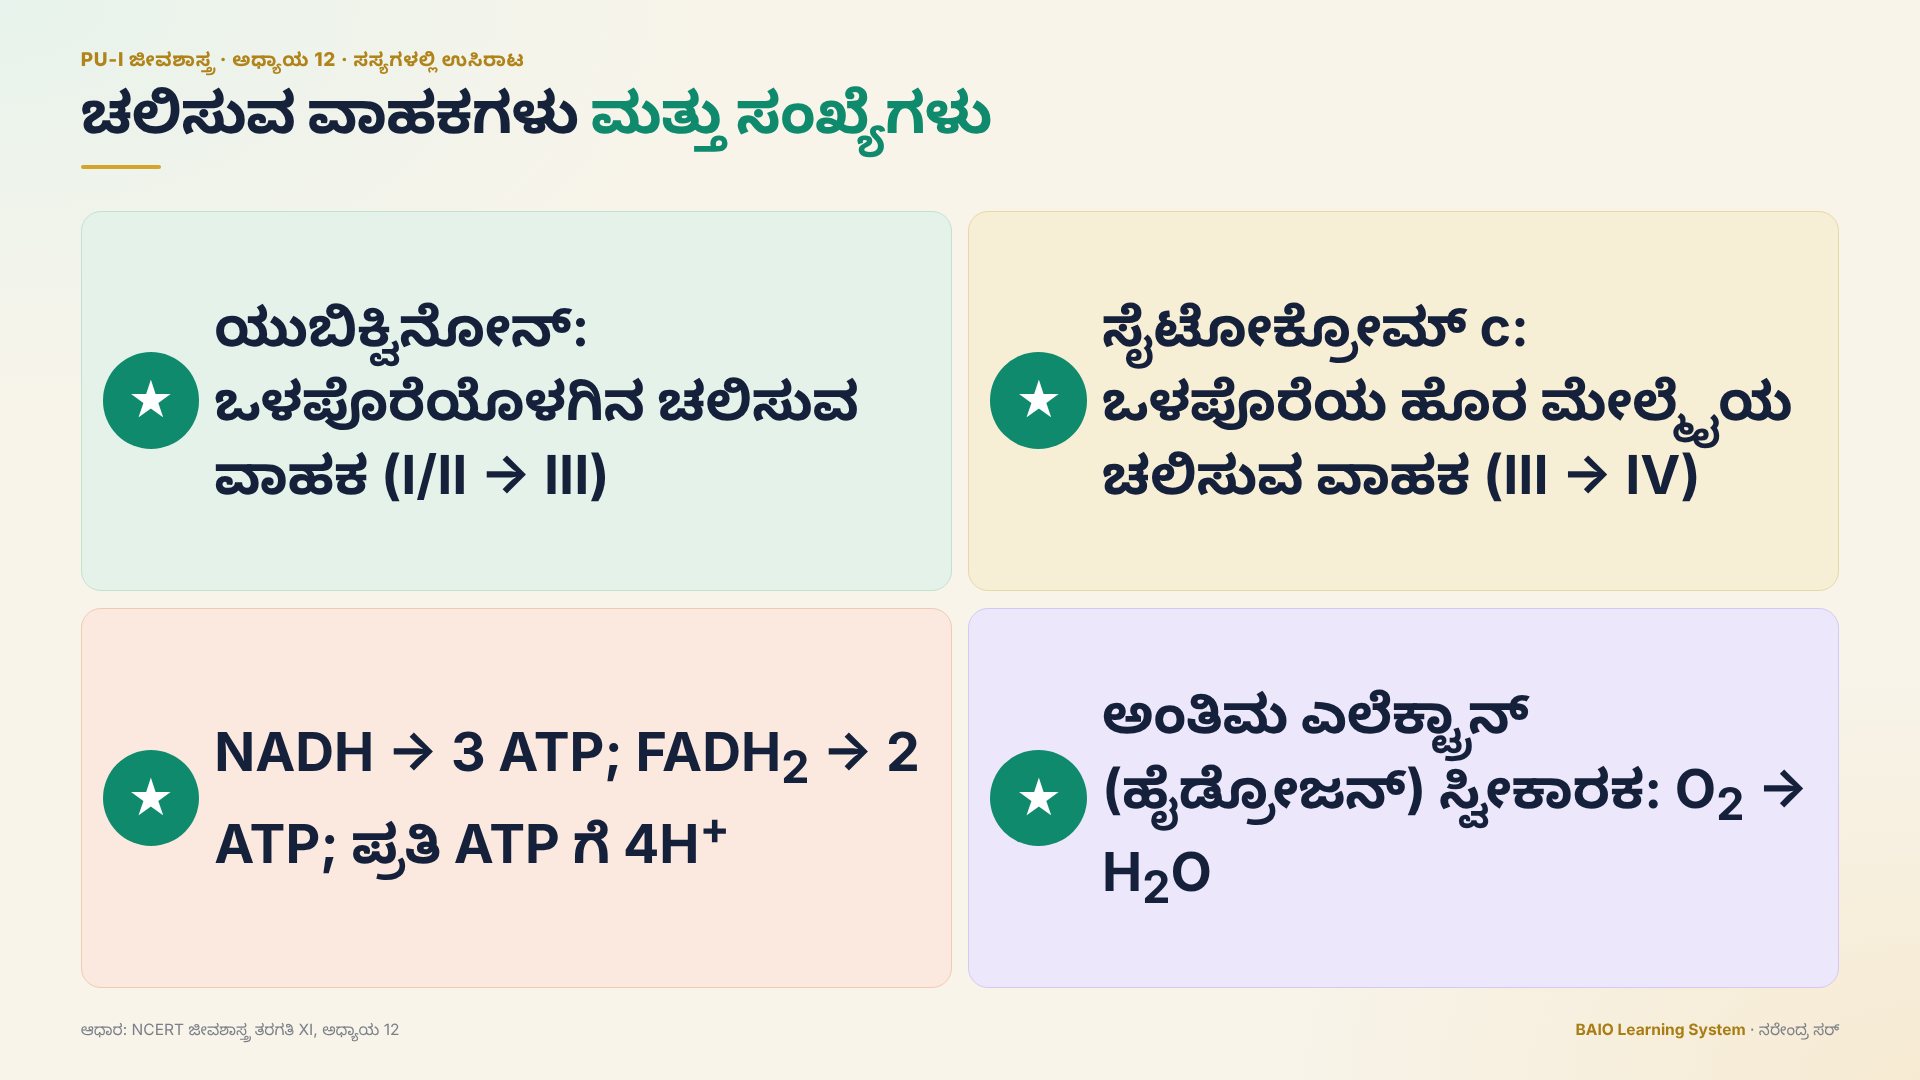 PU-I ಜೀವಶಾಸ್ತ್ರ · ಅಧ್ಯಾಯ 12 · ಸಸ್ಯಗಳಲ್ಲಿ ಉಸಿರಾಟ
ಚಲಿಸುವ ವಾಹಕಗಳು ಮತ್ತು ಸಂಖ್ಯೆಗಳು
ಯುಬಿಕ್ವಿನೋನ್:
ಒಳಪೊರೆಯೊಳಗಿನ ಚಲಿಸುವ
ವಾಹಕ (I/II → III)
ಸೈಟೋಕ್ರೋಮ್ c:
ಒಳಪೊರೆಯ ಹೊರ ಮೇಲ್ಮೈಯ
ಚಲಿಸುವ ವಾಹಕ (III → IV)
NADH → 3 ATP; FADH₂ → 2
ATP; ಪ್ರತಿ ATP ಗೆ 4H⁺
ಅಂತಿಮ ಎಲೆಕ್ಟ್ರಾನ್
(ಹೈಡ್ರೋಜನ್) ಸ್ವೀಕಾರಕ: O₂ →
H₂O
ಆಧಾರ: NCERT ಜೀವಶಾಸ್ತ್ರ ತರಗತಿ XI, ಅಧ್ಯಾಯ 12
BAIO Learning System · ನರೇಂದ್ರ ಸರ್